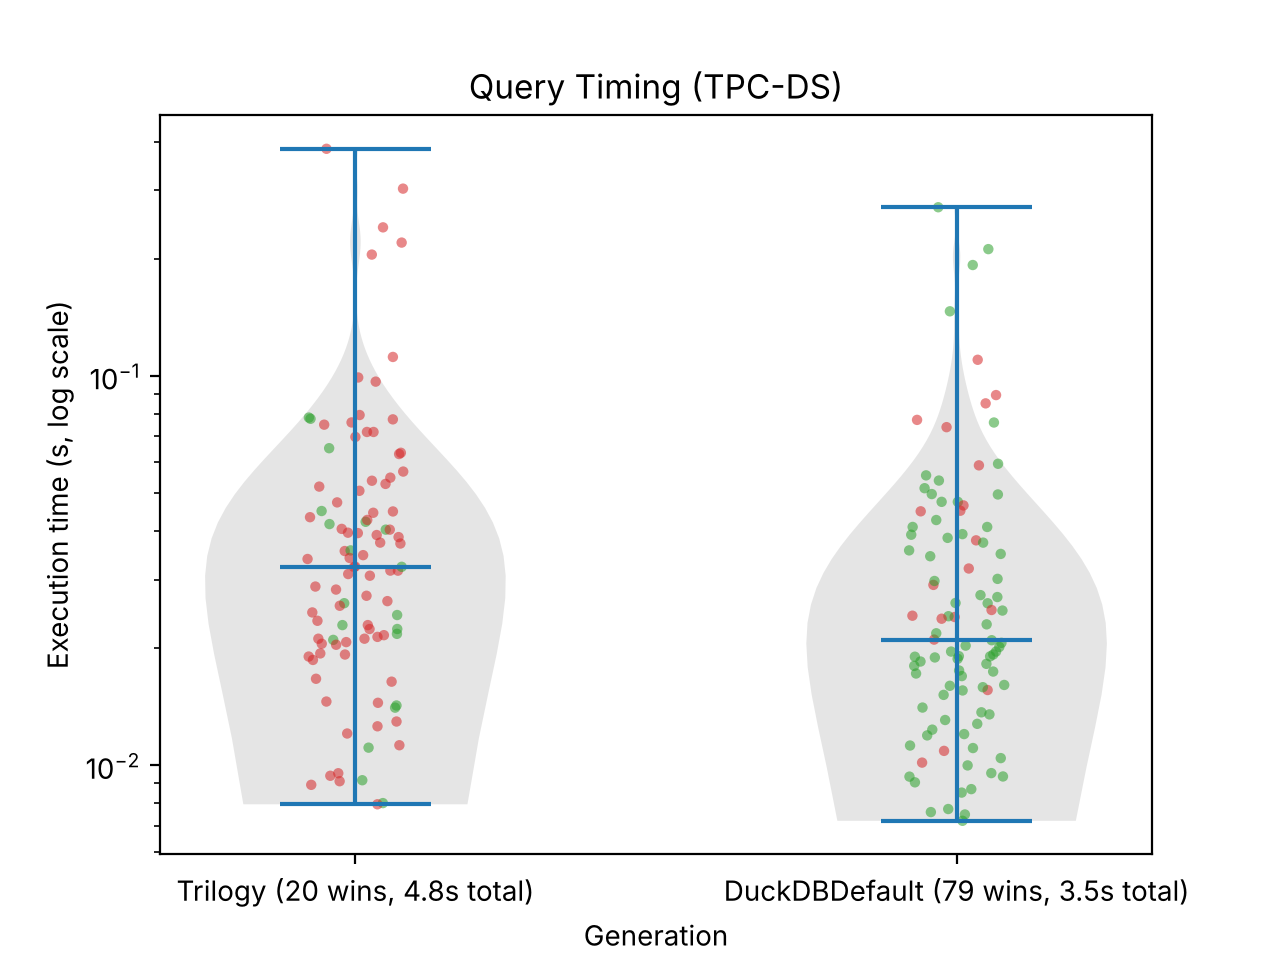 Query Timing (TPC-DS)
Execution time (s, log scale)
10⁻¹
10⁻²
Trilogy (20 wins, 4.8s total)
DuckDBDefault (79 wins, 3.5s total)
Generation